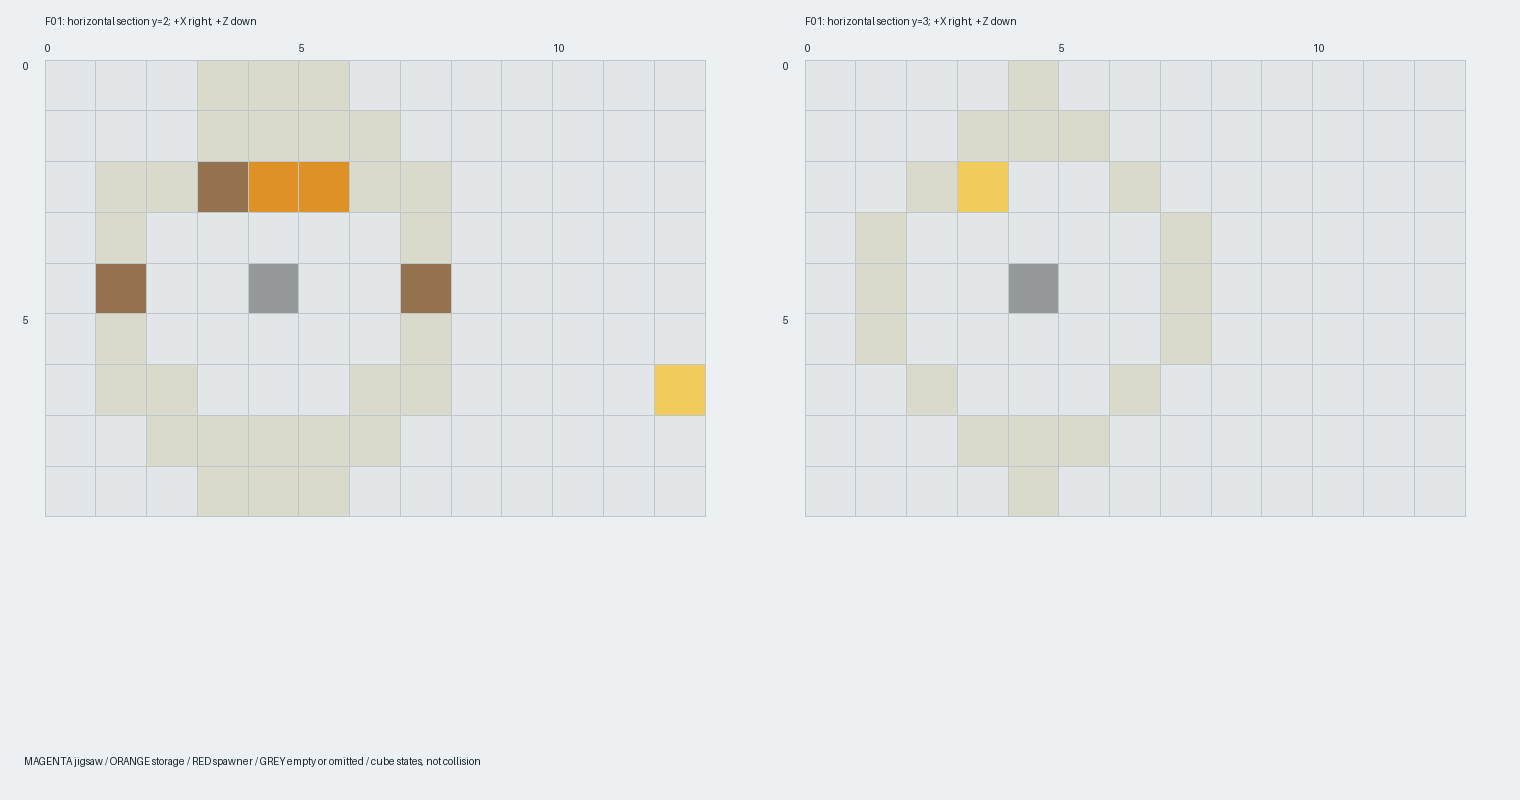 F01: horizontal section y=2; +X right, +Z down
0 5 10
0
5
F01: horizontal section y=3; +X right, +Z down
0 5 10
0
5
MAGENTA jigsaw / ORANGE storage / RED spawner / GREY empty or omitted / cube states, not collision